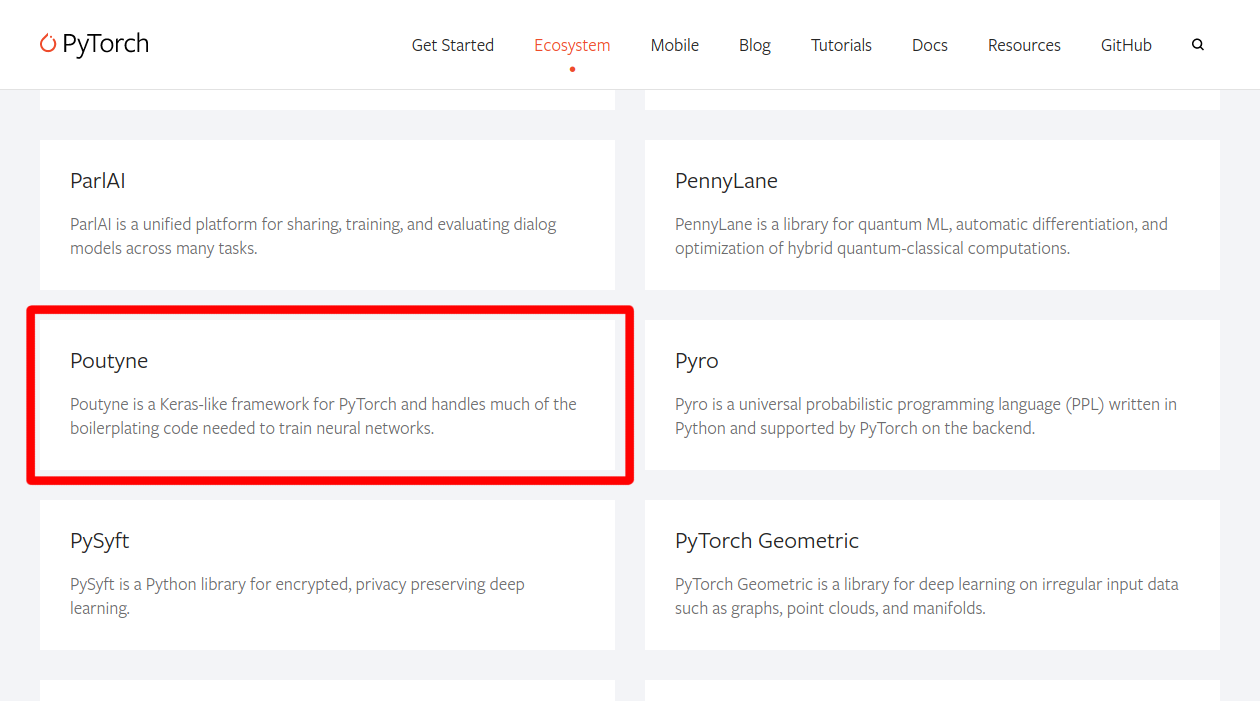 PyTorch
Get Started
Ecosystem
Mobile
Blog
Tutorials
Docs
Resources
GitHub
ParlAI
ParlAI is a unified platform for sharing, training, and evaluating dialog
models across many tasks.
PennyLane
PennyLane is a library for quantum ML, automatic differentiation, and
optimization of hybrid quantum-classical computations.
Poutyne
Poutyne is a Keras-like framework for PyTorch and handles much of the
boilerplating code needed to train neural networks.
Pyro
Pyro is a universal probabilistic programming language (PPL) written in
Python and supported by PyTorch on the backend.
PySyft
PySyft is a Python library for encrypted, privacy preserving deep
learning.
PyTorch Geometric
PyTorch Geometric is a library for deep learning on irregular input data
such as graphs, point clouds, and manifolds.